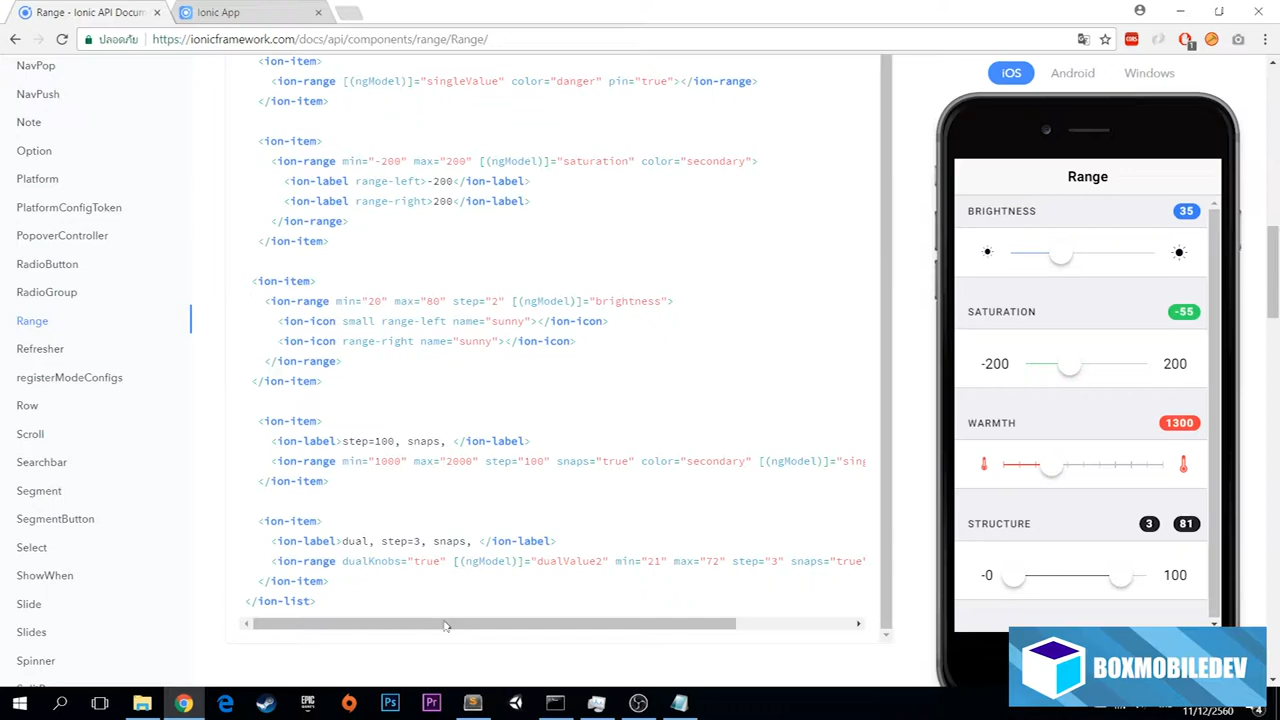 Range - Ionic API Docum
Ionic App
ปลอดภัย
https://ionicframework.com/docs/api/components/range/Range/
NavPop
NavPush
Note
Option
Platform
PlatformConfigToken
PopoverController
RadioButton
RadioGroup
Range
Refresher
registerModeConfigs
Row
Scroll
Searchbar
Segment
SegmentButton
Select
ShowWhen
Slide
Slides
Spinner
<ion-item>
<ion-range [(ngModel)]="singleValue" color="danger" pin="true"></ion-range>
</ion-item>
<ion-item>
<ion-range min="-200" max="200" [(ngModel)]="saturation" color="secondary">
<ion-label range-left>-200</ion-label>
<ion-label range-right>200</ion-label>
</ion-range>
</ion-item>
<ion-item>
<ion-range min="20" max="80" step="2" [(ngModel)]="brightness">
<ion-icon small range-left name="sunny"></ion-icon>
<ion-icon range-right name="sunny"></ion-icon>
</ion-range>
</ion-item>
<ion-item>
<ion-label>step=100, snaps, </ion-label>
<ion-range min="1000" max="2000" step="100" snaps="true" color="secondary" [(ngModel)]="sing
</ion-item>
<ion-item>
<ion-label>dual, step=3, snaps, </ion-label>
<ion-range dualKnobs="true" [(ngModel)]="dualValue2" min="21" max="72" step="3" snaps="true"
</ion-item>
</ion-list>
iOS Android Windows
Range
BRIGHTNESS 35
SATURATION -55
-200 200
WARMTH 1300
STRUCTURE 3 81
-0 100
BOXMOBILEDEV
11/12/2560